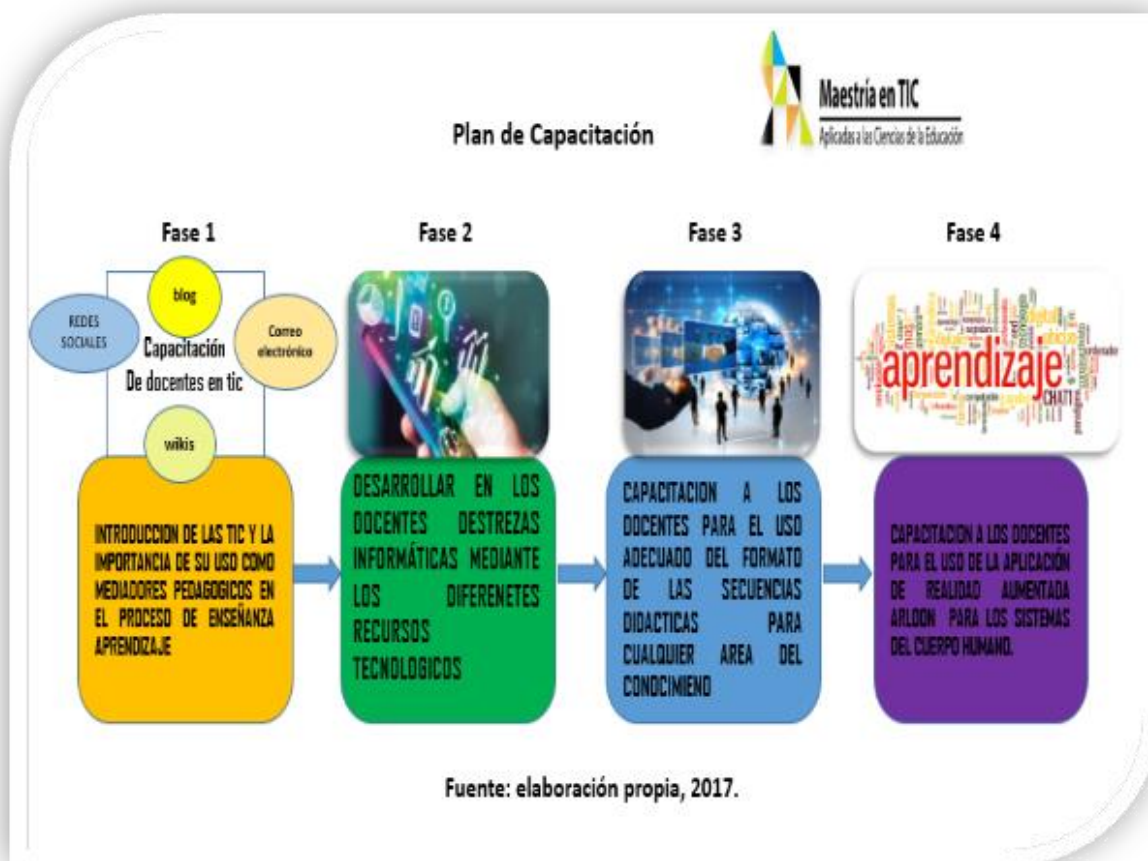 Maestría en TIC
Aplicadas a las Ciencias de la Educación
Plan de Capacitación
Fase 1
Fase 2
Fase 3
Fase 4
blog
REDES
SOCIALES
Correo
electrónico
Capacitación
De docentes en tic
wikis
aprendizaje
CHAT
INTRODUCCION DE LAS TIC Y LA
IMPORTANCIA DE SU USO COMO
MEDIADORES PEDAGOGICOS EN
EL PROCESO DE ENSEÑANZA
APRENDIZAJE
DESARROLLAR EN LOS
DOCENTES DESTREZAS
INFORMÁTICAS MEDIANTE
LOS DIFERENETES
RECURSOS
TECNOLOGICOS
CAPACITACION A LOS
DOCENTES PARA EL USO
ADECUADO DEL FORMATO
DE LAS SECUENCIAS
DIDACTICAS PARA
CUALQUIER AREA DEL
CONOCIMIENO
CAPACITACION A LOS DOCENTES
PARA EL USO DE LA APLICACIÓN
DE REALIDAD AUMENTADA
ARLOON PARA LOS SISTEMAS
DEL CUERPO HUMANO.
Fuente: elaboración propia, 2017.